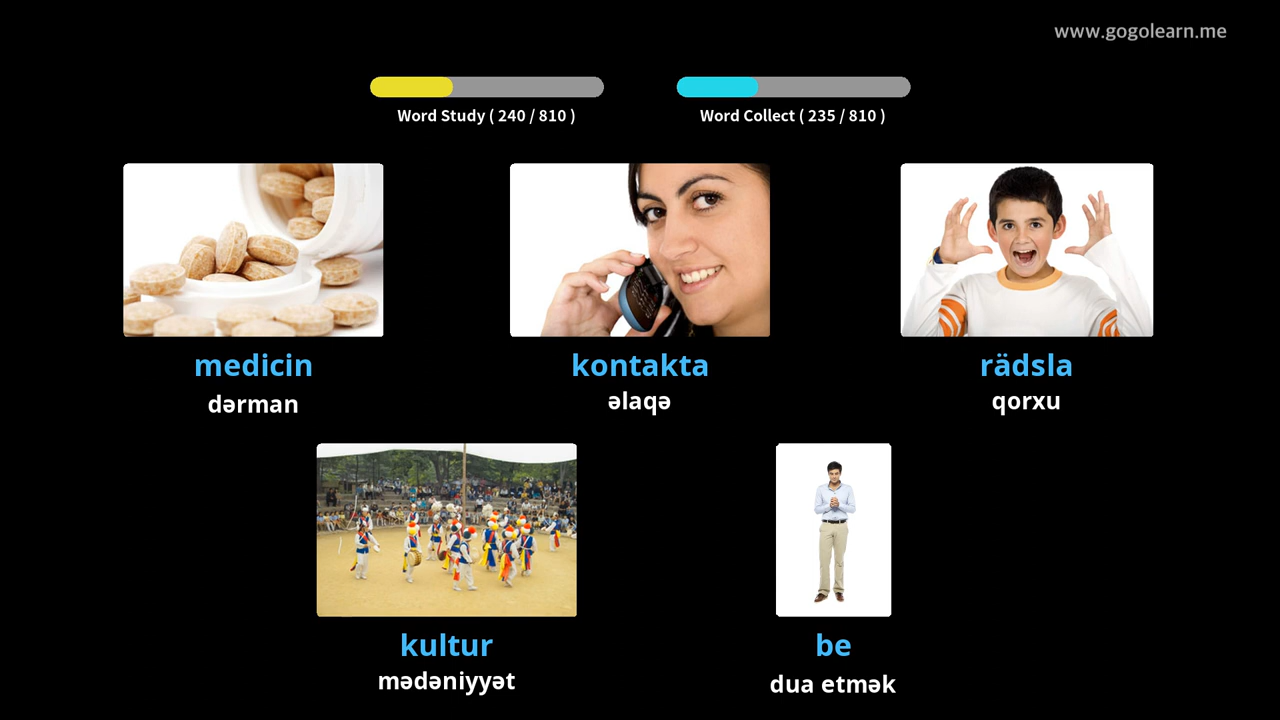 www.gogolearn.me
Word Study ( 240 / 810 )
Word Collect ( 235 / 810 )
medicin
dərman
kontakta
əlaqə
rädsla
qorxu
kultur
mədəniyyət
be
dua etmək